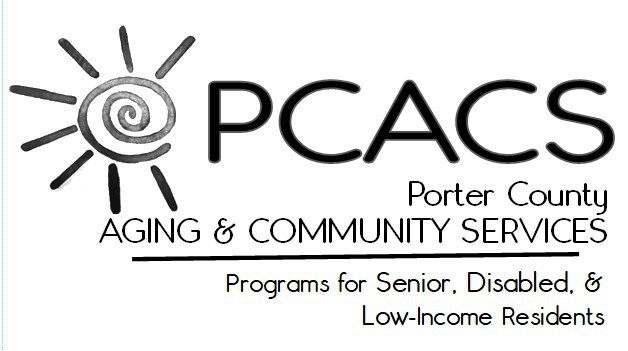 PCACS
Porter County
AGING & COMMUNITY SERVICES
Programs for Senior, Disabled, &
Low-Income Residents